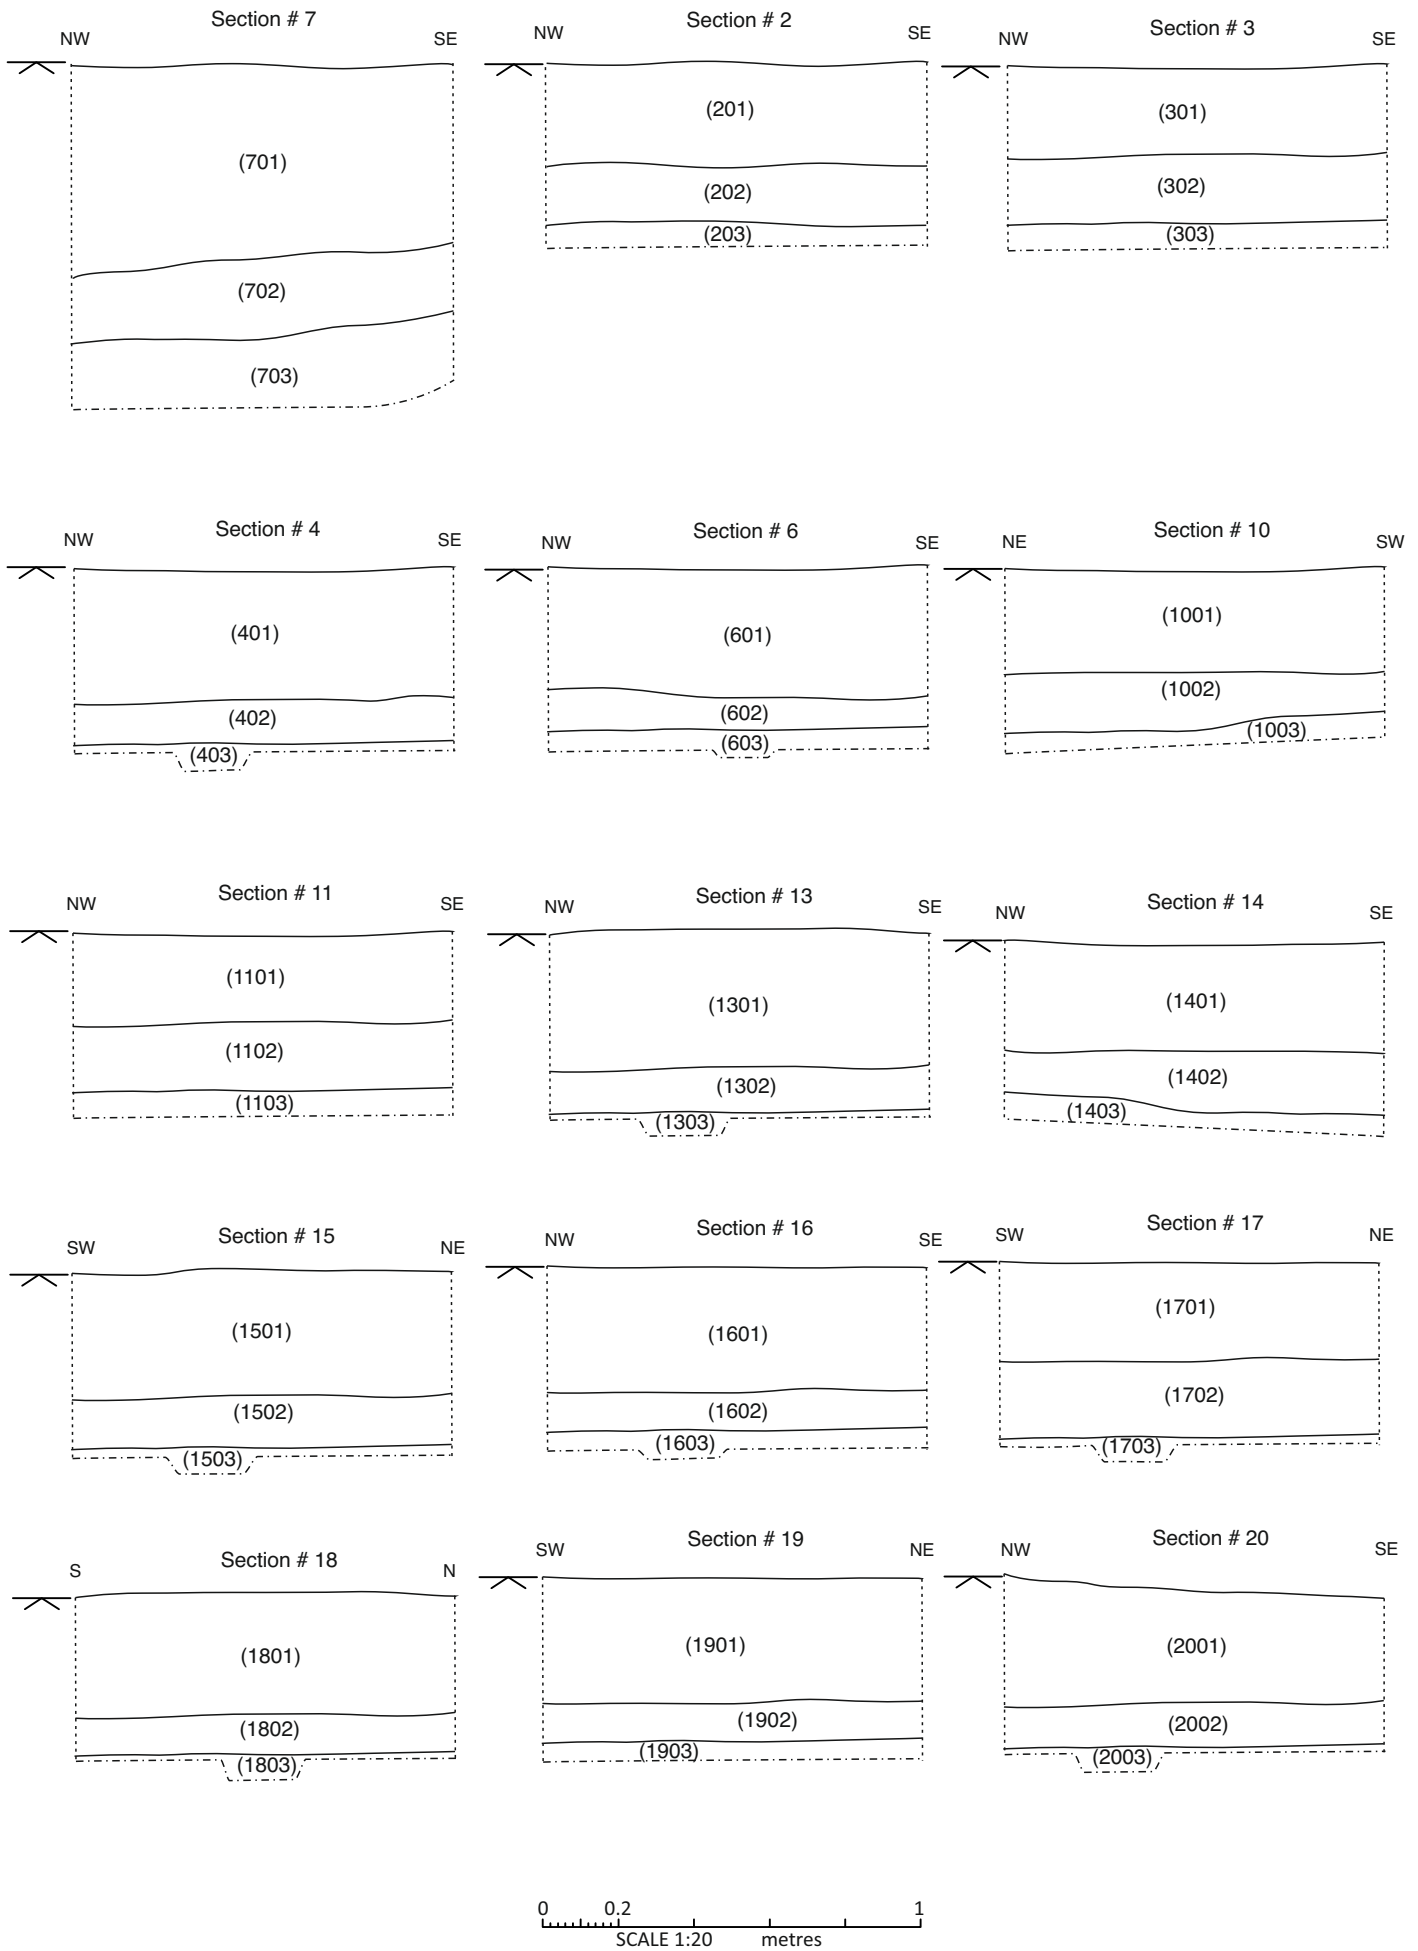 Section # 7
NW SE
(701)
(702)
(703)
Section # 2
NW SE
(201)
(202)
(203)
Section # 3
NW SE
(301)
(302)
(303)
Section # 4
NW SE
(401)
(402)
(403)
Section # 6
NW SE
(601)
(602)
(603)
Section # 10
NE SW
(1001)
(1002)
(1003)
Section # 11
NW SE
(1101)
(1102)
(1103)
Section # 13
NW SE
(1301)
(1302)
(1303)
Section # 14
NW SE
(1401)
(1402)
(1403)
Section # 15
SW NE
(1501)
(1502)
(1503)
Section # 16
NW SE
(1601)
(1602)
(1603)
Section # 17
SW NE
(1701)
(1702)
(1703)
Section # 18
S N
(1801)
(1802)
(1803)
Section # 19
SW NE
(1901)
(1902)
(1903)
Section # 20
NW SE
(2001)
(2002)
(2003)
0 0.2 1
SCALE 1:20 metres